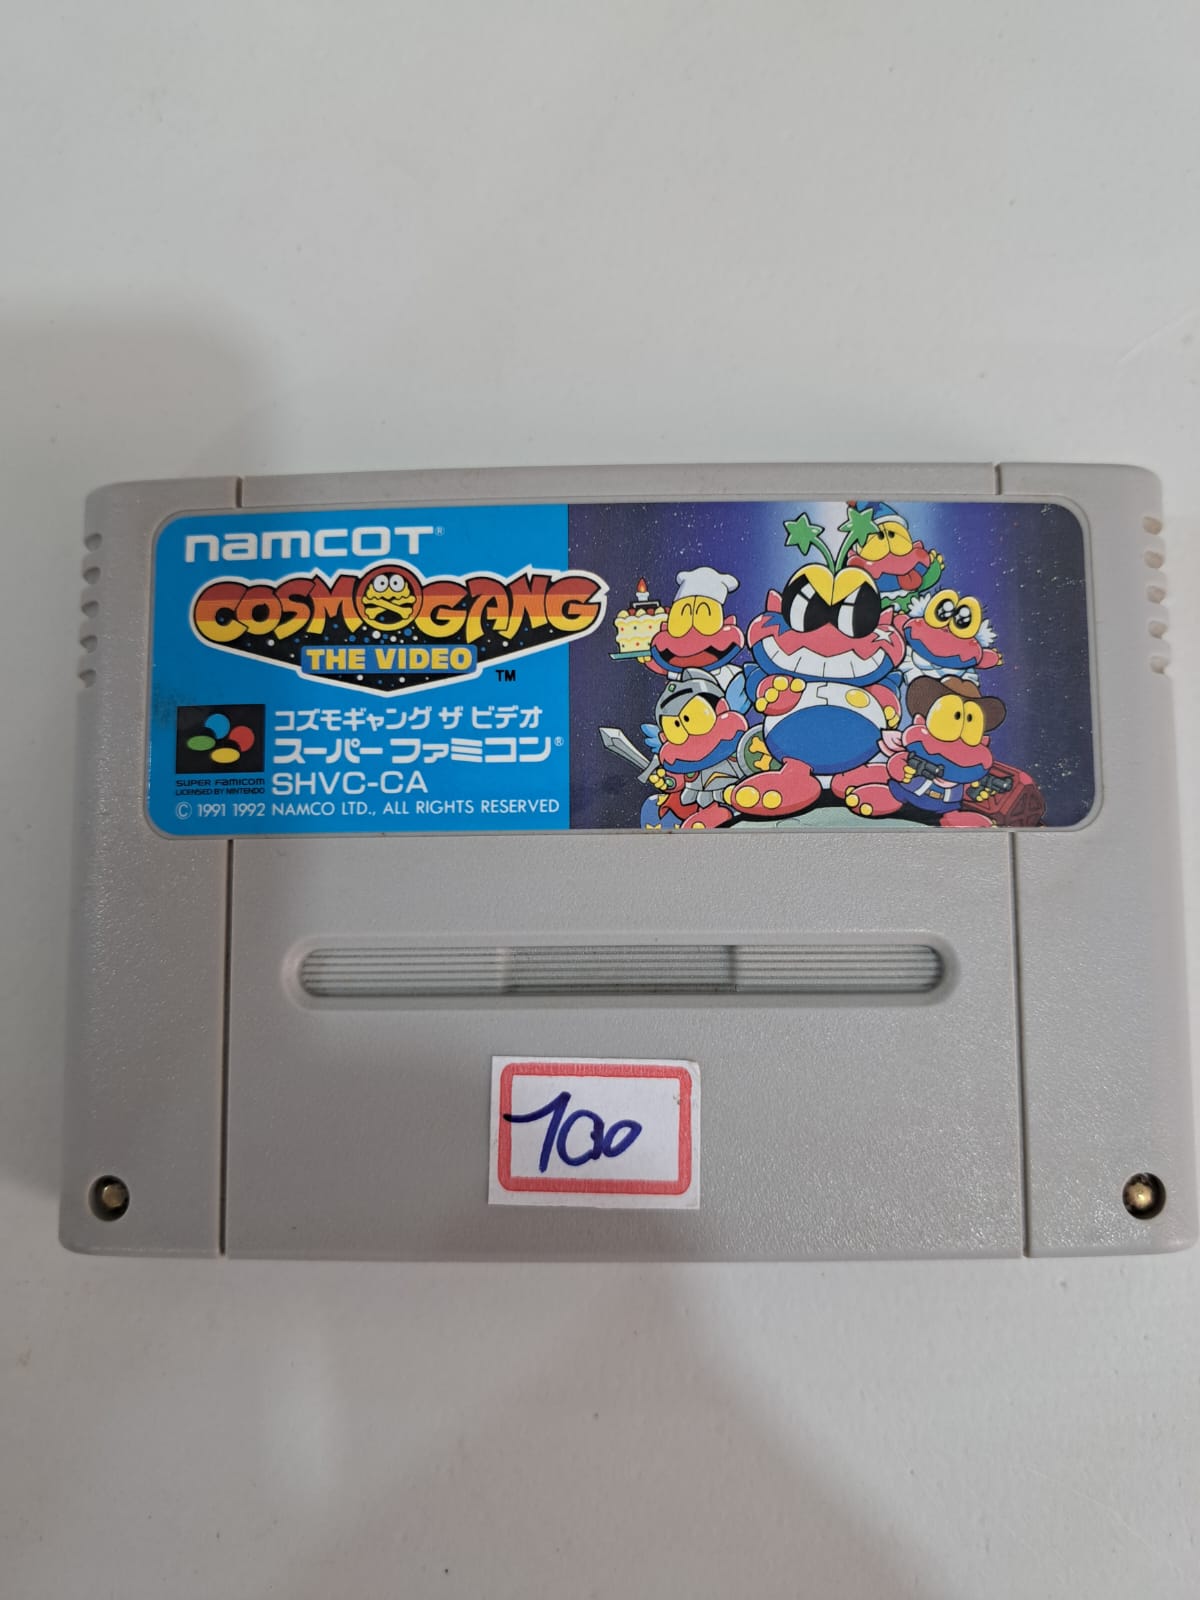 namcoT®
COSMOGANG
THE VIDEO
TM
コズモギャング ザ ビデオ
スーパーファミコン®
SHVC-CA
SUPER FAMICOM
LICENSED BY NINTENDO
© 1991 1992 NAMCO LTD., ALL RIGHTS RESERVED
100